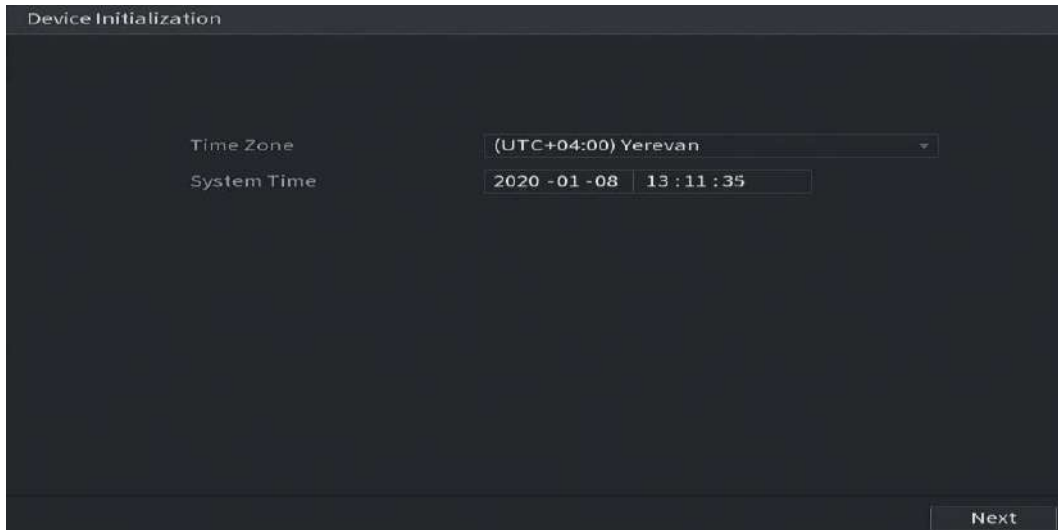 Device Initialization
Time Zone (UTC+04:00) Yerevan
System Time 2020 -01 -08 13 : 11 : 35
Next